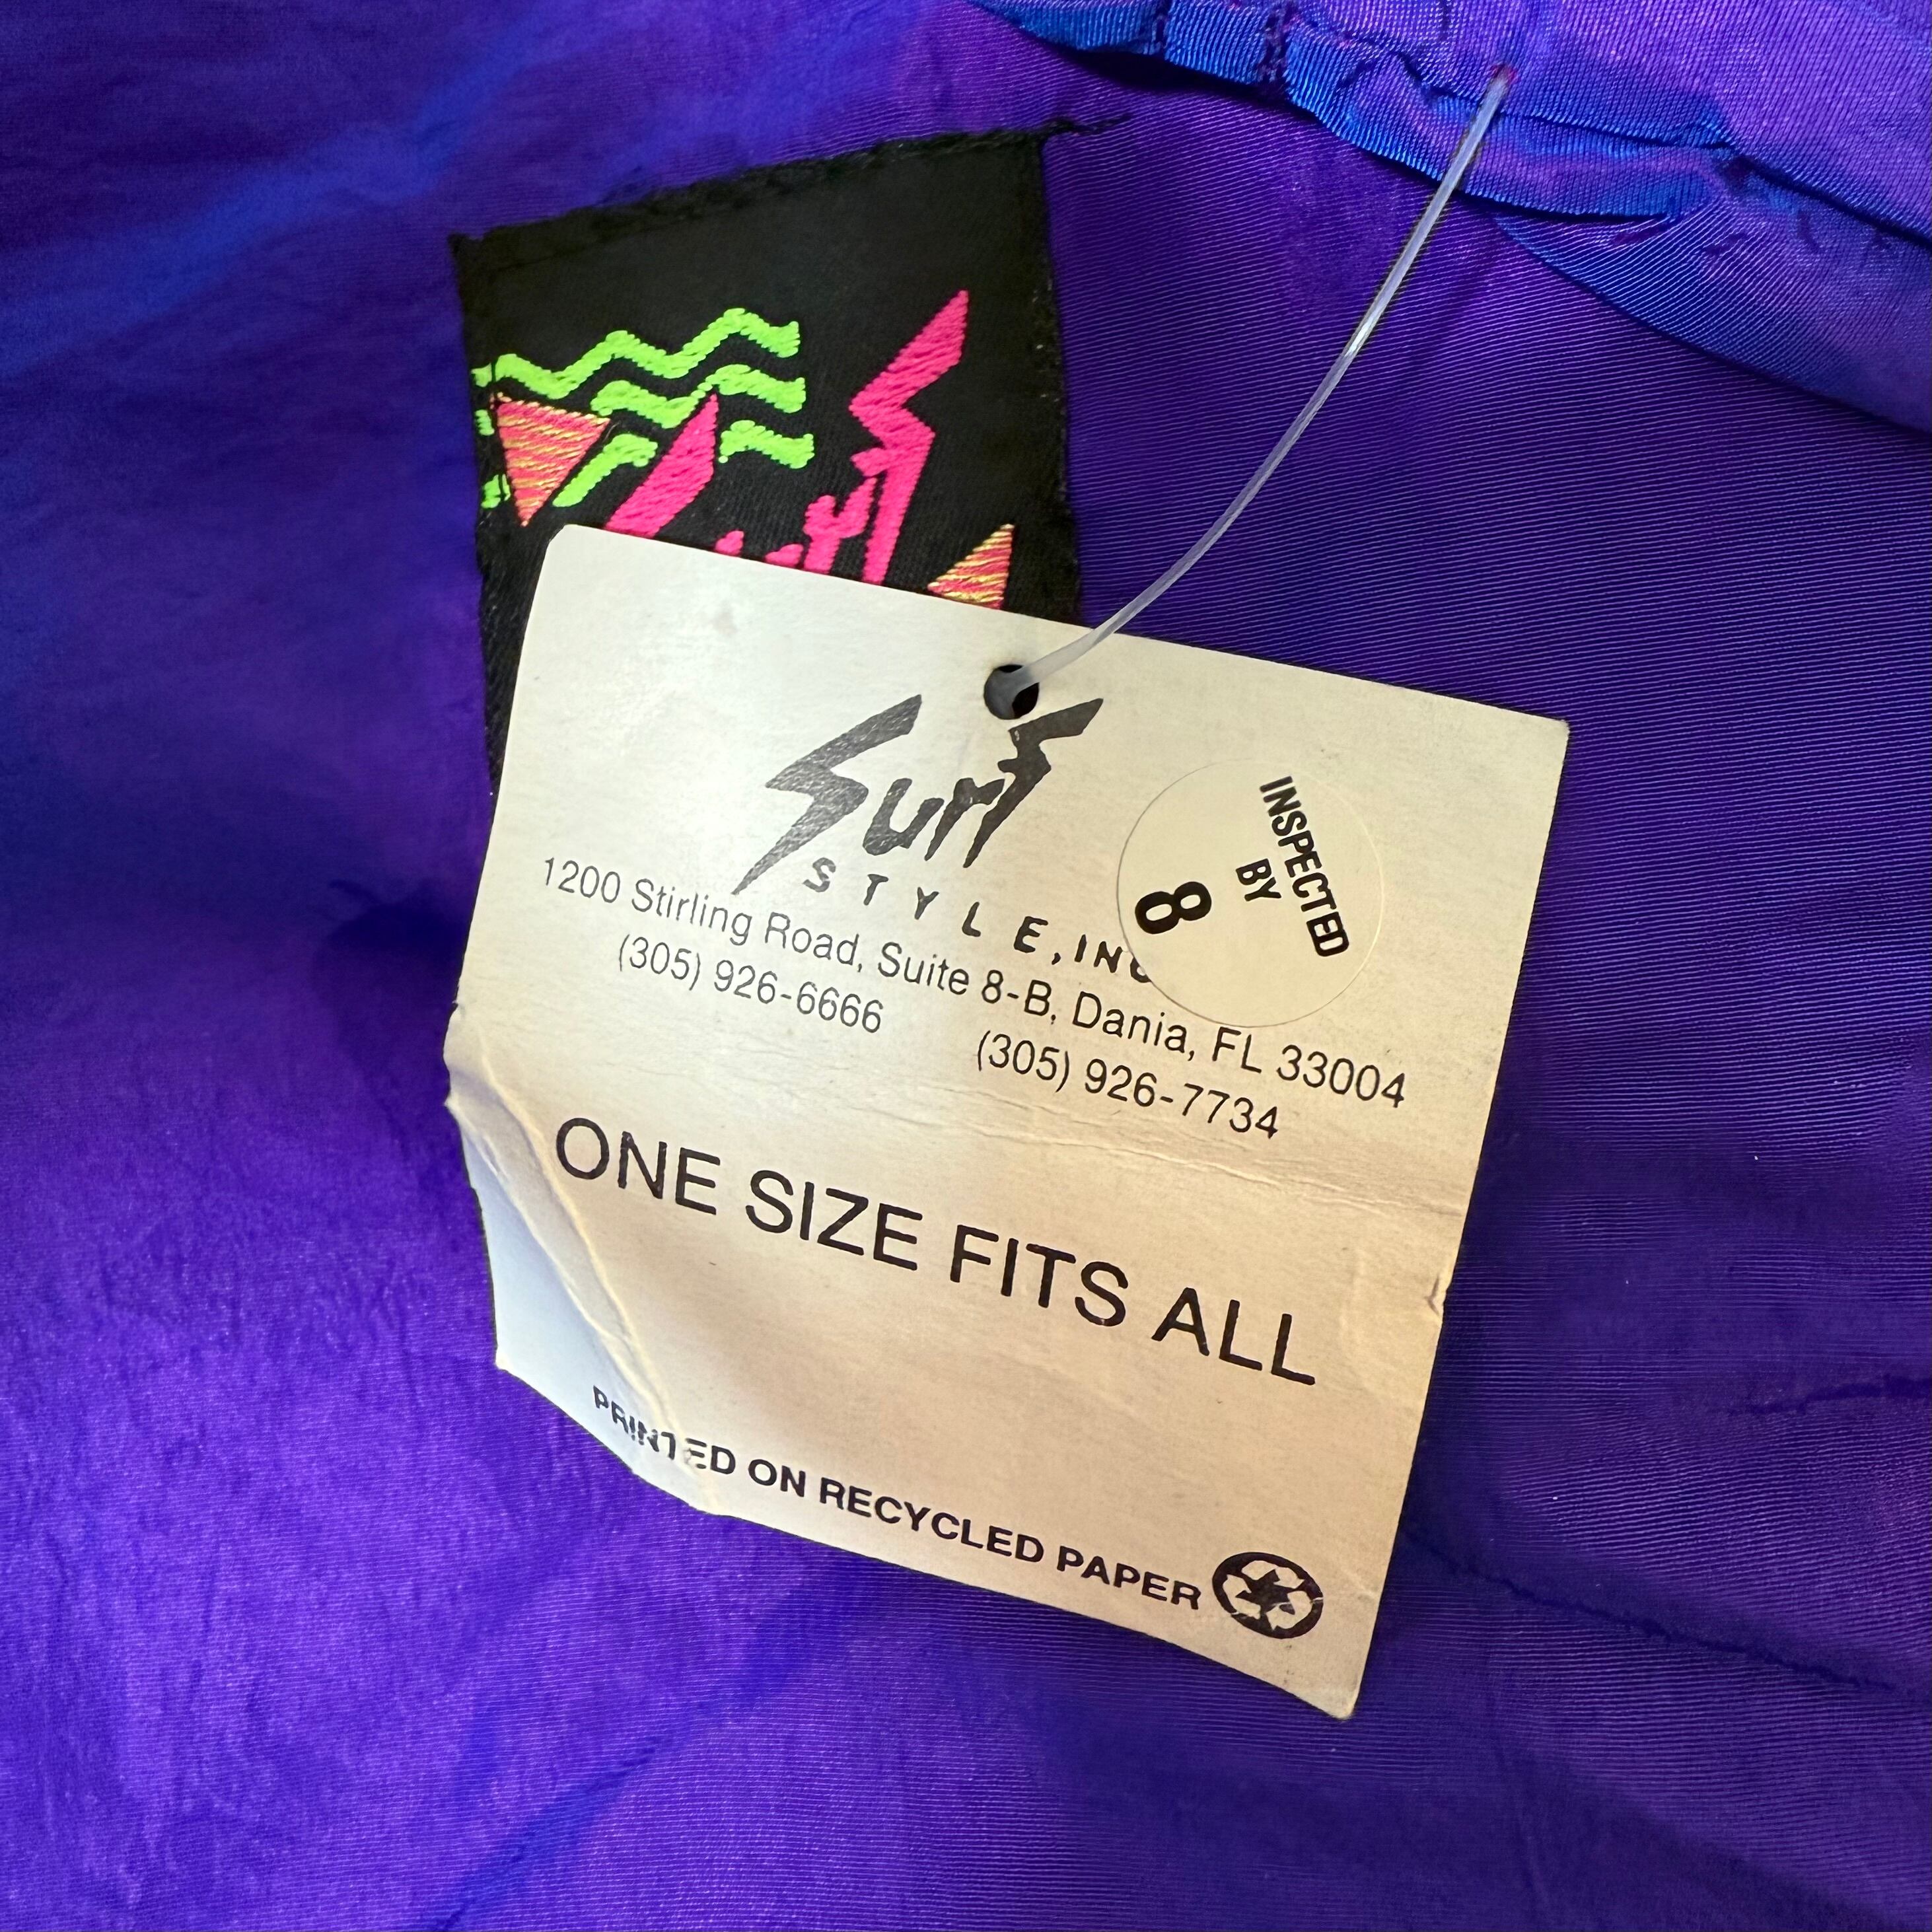 Surf
Surf
STYLE, INC
INSPECTED
BY
8
1200 Stirling Road, Suite 8-B, Dania, FL 33004
(305) 926-6666 (305) 926-7734
ONE SIZE FITS ALL
PRINTED ON RECYCLED PAPER